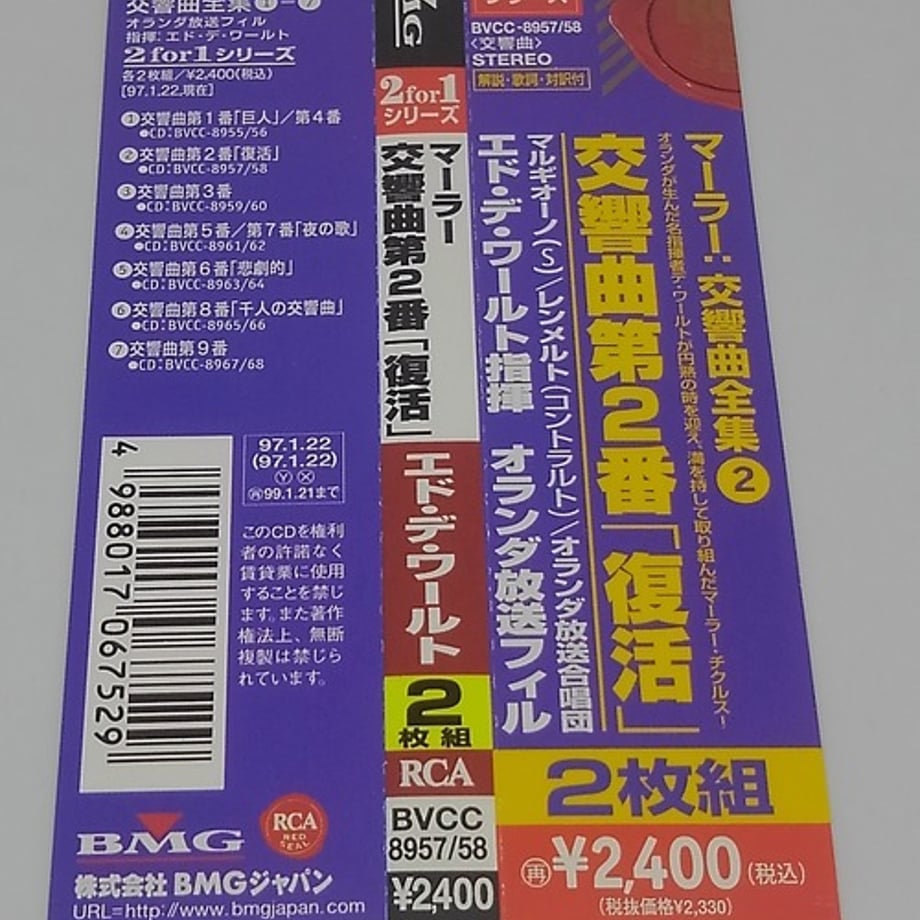 交響曲全集①-⑦
オランダ放送フィル
指揮:エド・デ・ワールト
2for1シリーズ
各2枚組/¥2,400(税込)
[97.1.22,現在]
①交響曲第1番「巨人」/第4番
●CD:BVCC-8955/56
②交響曲第2番「復活」
●CD:BVCC-8957/58
③交響曲第3番
●CD:BVCC-8959/60
④交響曲第5番/第7番「夜の歌」
●CD:BVCC-8961/62
⑤交響曲第6番「悲劇的」
●CD:BVCC-8963/64
⑥交響曲第8番「千人の交響曲」
●CD:BVCC-8965/66
⑦交響曲第9番
●CD:BVCC-8967/68
4 988017 067529
97.1.22
(97.1.22)
Ⓨ Ⓧ
㊢99.1.21まで
このCDを権利
者の許諾なく
賃貸業に使用
することを禁じ
ます。また著作
権法上、無断
複製は禁じら
れています。
BMG
RCA
RED
SEAL
株式会社 BMGジャパン
URL=http://www.bmgjapan.com
BMG
2for1
シリーズ
マーラー
交響曲第2番「復活」
エド・デ・ワールト
2
枚組
RCA
BVCC
8957/58
¥2400
シリーズ
BVCC-8957/58
〈交響曲〉
STEREO
解説・歌詞・対訳付
マーラー:交響曲全集②
オランダが生んだ名指揮者デ・ワールトが円熟の時を迎え、満を持して取り組んだマーラー・チクルス!
交響曲第2番「復活」
マルギオーノ(S)/レンメルト(コントラルト)/オランダ放送合唱団
エド・デ・ワールト指揮 オランダ放送フィル
2枚組
㊢¥2,400(税込)
(税抜価格¥2,330)